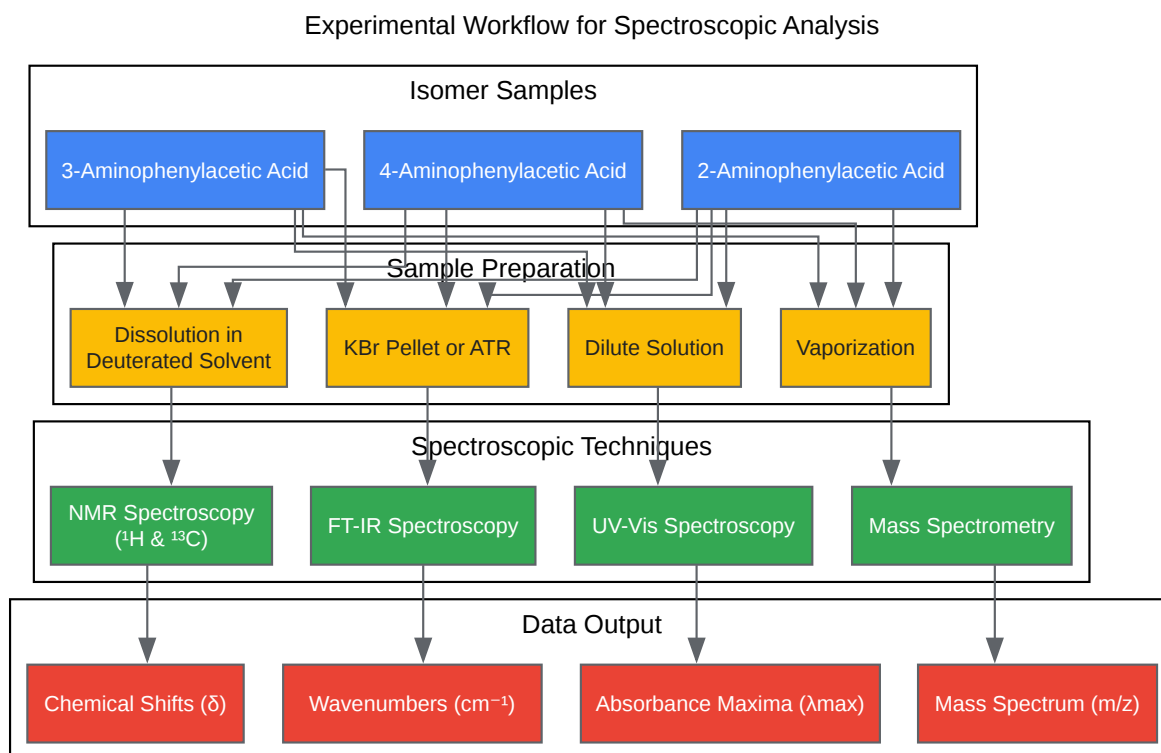 Experimental Workflow for Spectroscopic Analysis
Isomer Samples
3-Aminophenylacetic Acid
4-Aminophenylacetic Acid
2-Aminophenylacetic Acid
Sample Preparation
Dissolution in
Deuterated Solvent
KBr Pellet or ATR
Dilute Solution
Vaporization
Spectroscopic Techniques
NMR Spectroscopy
(¹H & ¹³C)
FT-IR Spectroscopy
UV-Vis Spectroscopy
Mass Spectrometry
Data Output
Chemical Shifts (δ)
Wavenumbers (cm⁻¹)
Absorbance Maxima (λmax)
Mass Spectrum (m/z)